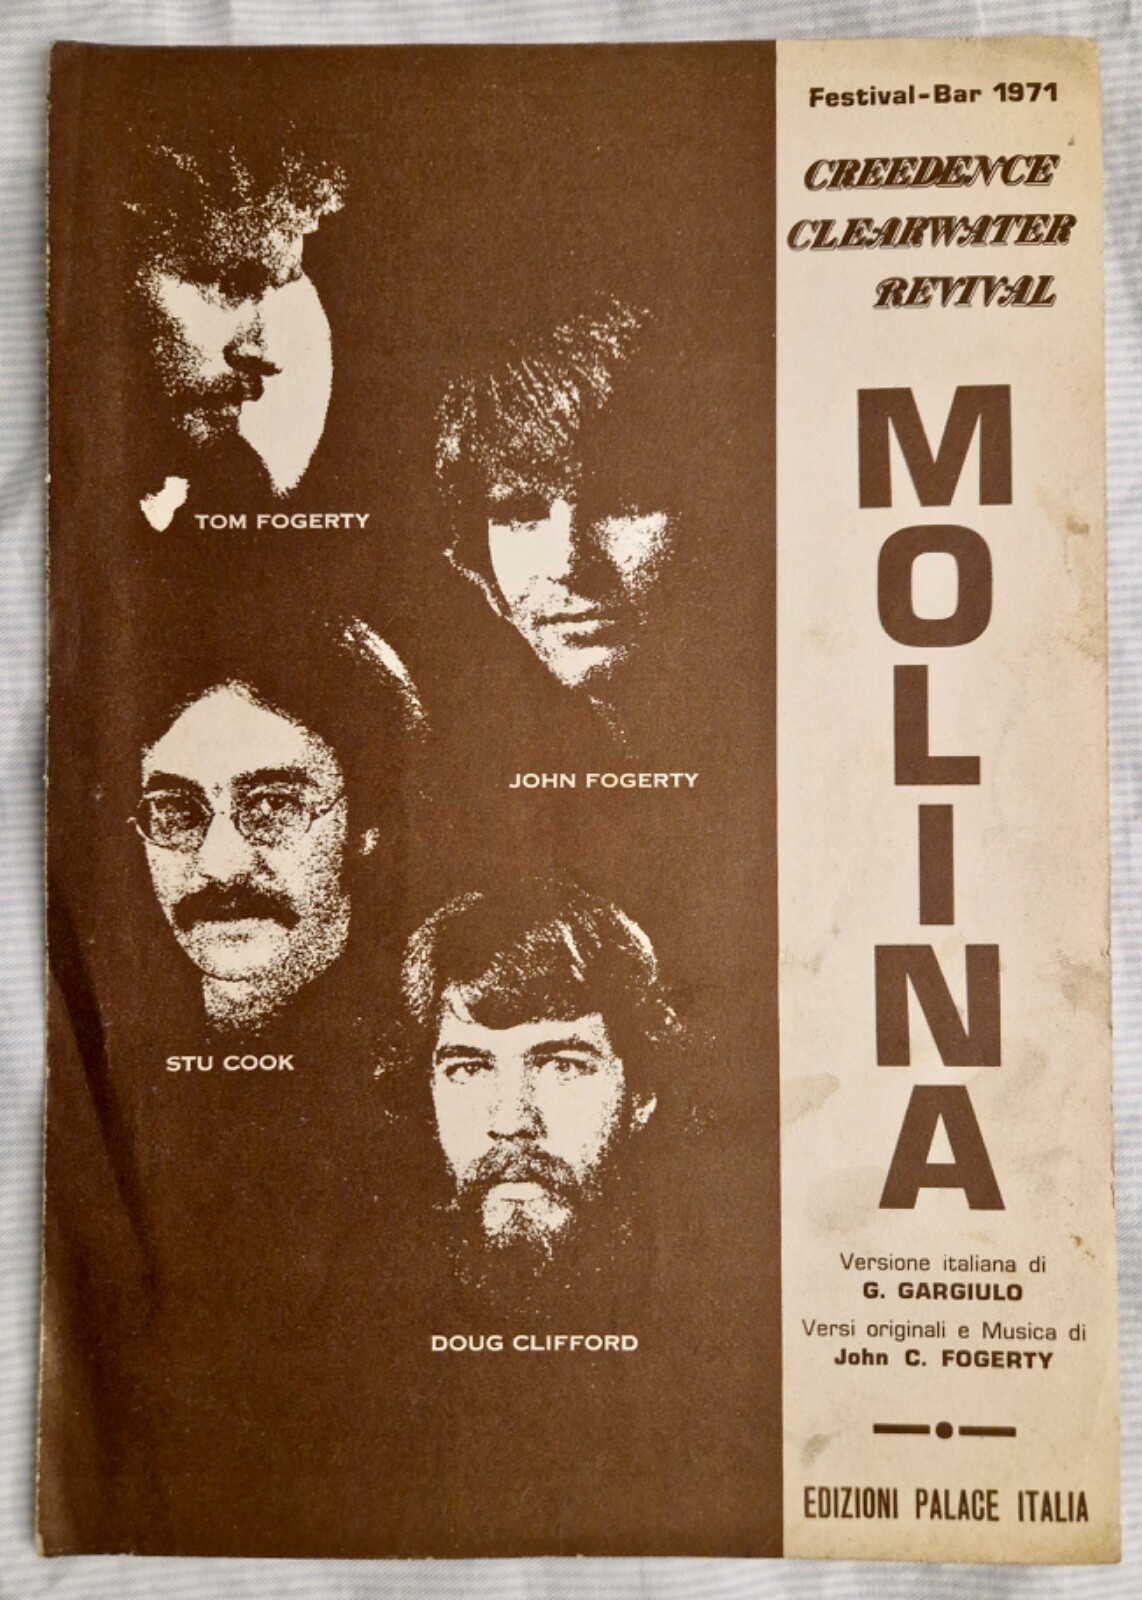 Festival-Bar 1971
CREEDENCE
CLEARWATER
REVIVAL
MOLINA
TOM FOGERTY
JOHN FOGERTY
STU COOK
DOUG CLIFFORD
Versione italiana di
G. GARGIULO
Versi originali e Musica di
John C. FOGERTY
EDIZIONI PALACE ITALIA